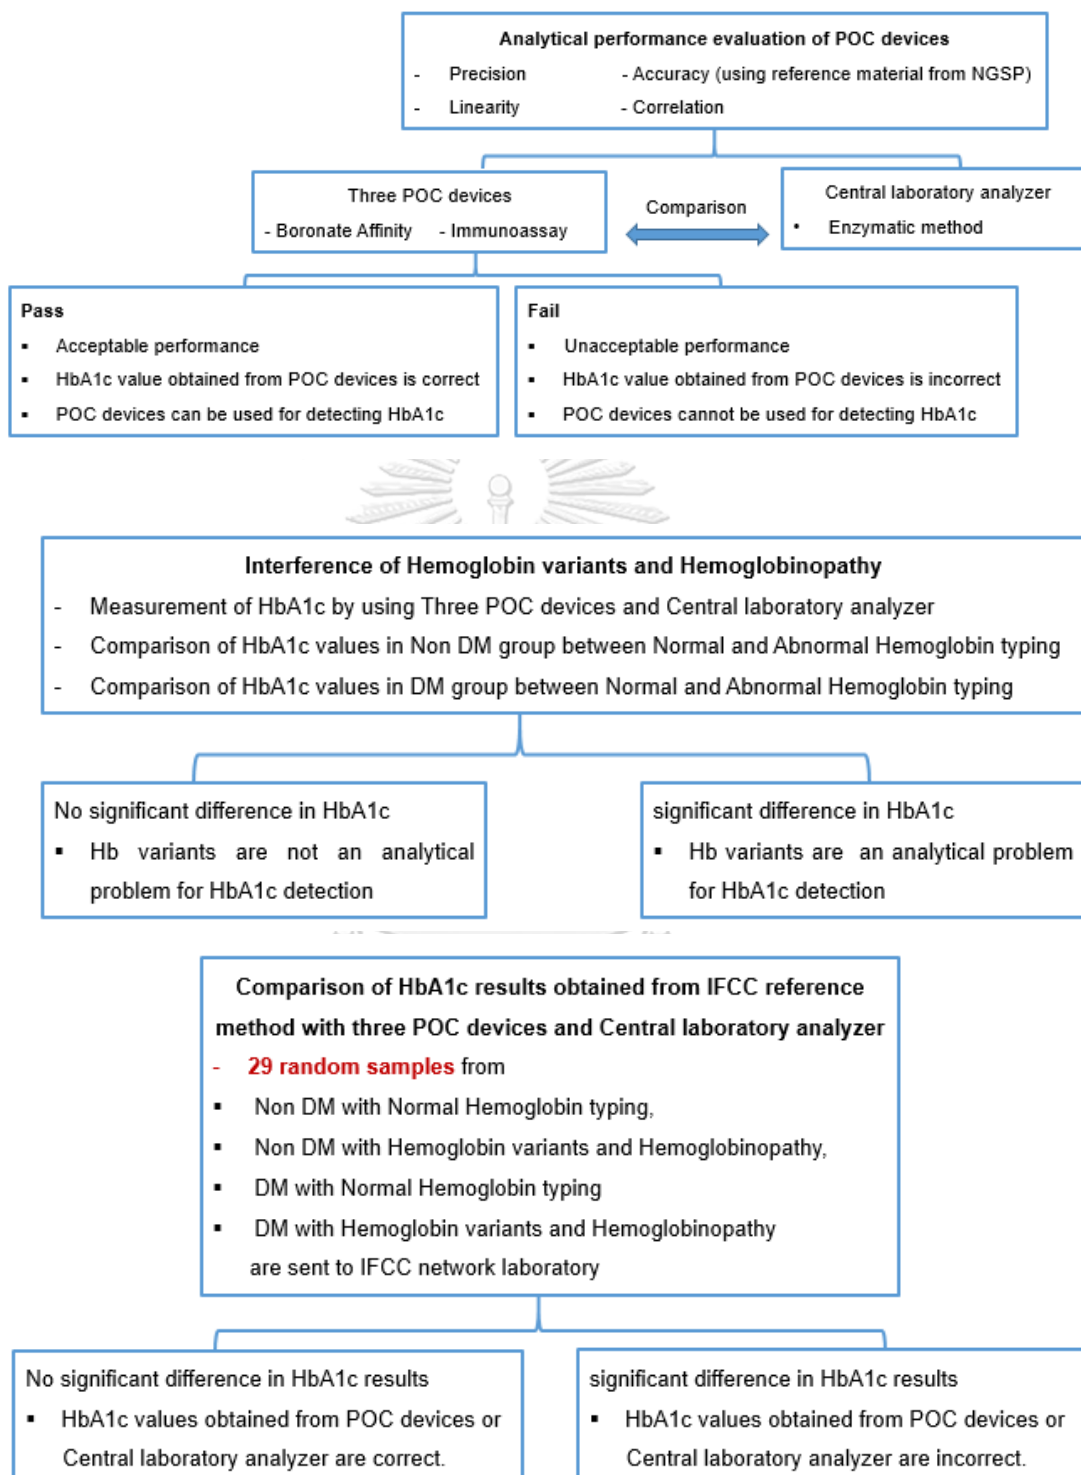 Analytical performance evaluation of POC devices
- Precision - Accuracy (using reference material from NGSP)
- Linearity - Correlation
Three POC devices
- Boronate Affinity - Immunoassay
Comparison
Central laboratory analyzer
• Enzymatic method
Pass
▪ Acceptable performance
▪ HbA1c value obtained from POC devices is correct
▪ POC devices can be used for detecting HbA1c
Fail
▪ Unacceptable performance
▪ HbA1c value obtained from POC devices is incorrect
▪ POC devices cannot be used for detecting HbA1c
Interference of Hemoglobin variants and Hemoglobinopathy
- Measurement of HbA1c by using Three POC devices and Central laboratory analyzer
- Comparison of HbA1c values in Non DM group between Normal and Abnormal Hemoglobin typing
- Comparison of HbA1c values in DM group between Normal and Abnormal Hemoglobin typing
No significant difference in HbA1c
▪ Hb variants are not an analytical
problem for HbA1c detection
significant difference in HbA1c
▪ Hb variants are an analytical problem
for HbA1c detection
Comparison of HbA1c results obtained from IFCC reference
method with three POC devices and Central laboratory analyzer
- 29 random samples from
▪ Non DM with Normal Hemoglobin typing,
▪ Non DM with Hemoglobin variants and Hemoglobinopathy,
▪ DM with Normal Hemoglobin typing
▪ DM with Hemoglobin variants and Hemoglobinopathy
are sent to IFCC network laboratory
No significant difference in HbA1c results
▪ HbA1c values obtained from POC devices or
Central laboratory analyzer are correct.
significant difference in HbA1c results
▪ HbA1c values obtained from POC devices or
Central laboratory analyzer are incorrect.